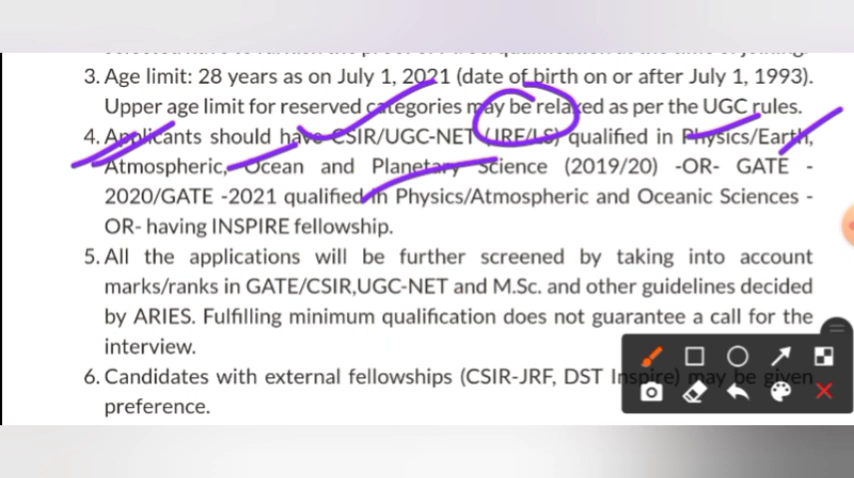 3. Age limit: 28 years as on July 1, 2021 (date of birth on or after July 1, 1993).
Upper age limit for reserved categories may be relaxed as per the UGC rules.
4. Applicants should have CSIR/UGC-NET (JRF/LS) qualified in Physics/Earth,
Atmospheric, Ocean and Planetary Science (2019/20) -OR- GATE -
2020/GATE -2021 qualified in Physics/Atmospheric and Oceanic Sciences -
OR- having INSPIRE fellowship.
5. All the applications will be further screened by taking into account
marks/ranks in GATE/CSIR,UGC-NET and M.Sc. and other guidelines decided
by ARIES. Fulfilling minimum qualification does not guarantee a call for the
interview.
6. Candidates with external fellowships (CSIR-JRF, DST Inspire) may be given
preference.